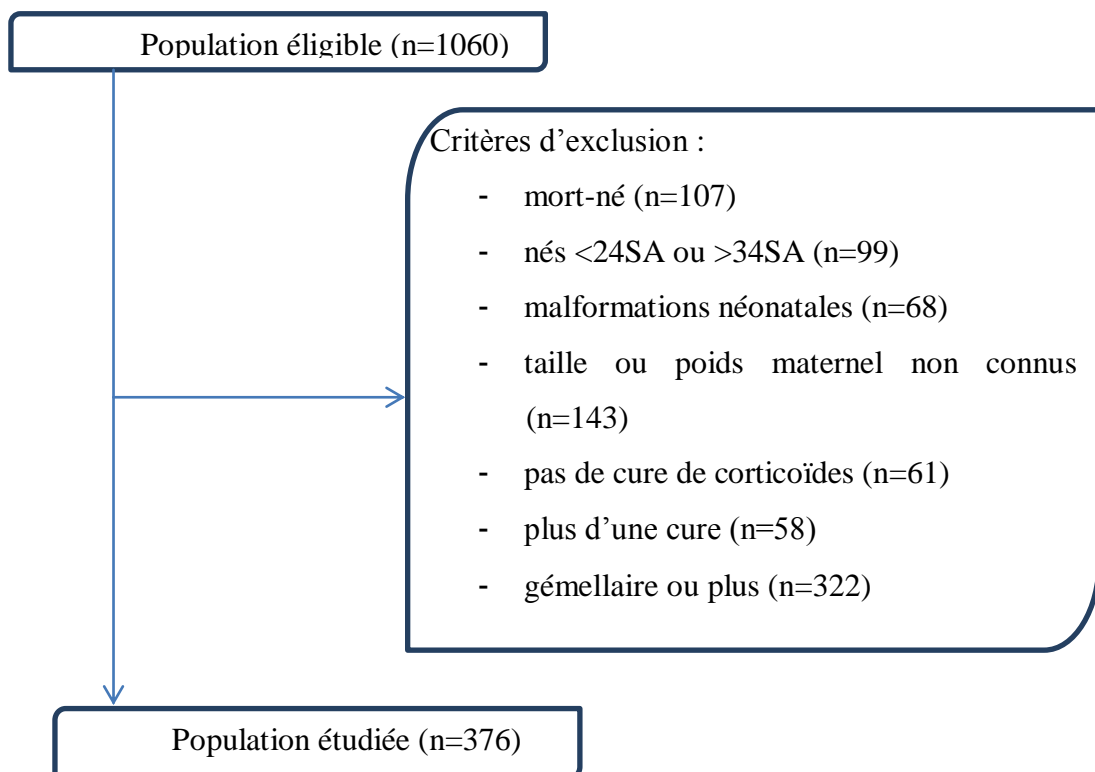 Population éligible (n=1060)
Critères d’exclusion :
- mort-né (n=107)
- nés <24SA ou >34SA (n=99)
- malformations néonatales (n=68)
- taille ou poids maternel non connus
(n=143)
- pas de cure de corticoïdes (n=61)
- plus d’une cure (n=58)
- gémellaire ou plus (n=322)
Population étudiée (n=376)